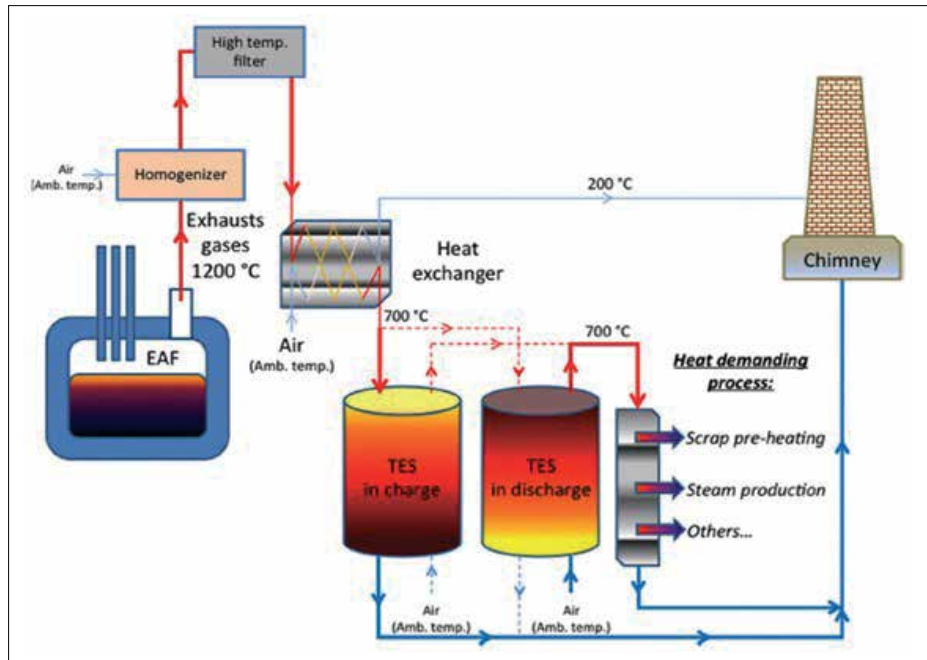 High temp.
filter
Air
(Amb. temp.)
Homogenizer
200 °C
Exhausts
gases
1200 °C
Heat
exchanger
Chimney
EAF
Air
(Amb. temp.)
700 °C
700 °C
Heat demanding
process:
TES
in charge
TES
in discharge
Scrap pre-heating
Steam production
Others...
Air
(Amb. temp.)
Air
(Amb. temp.)